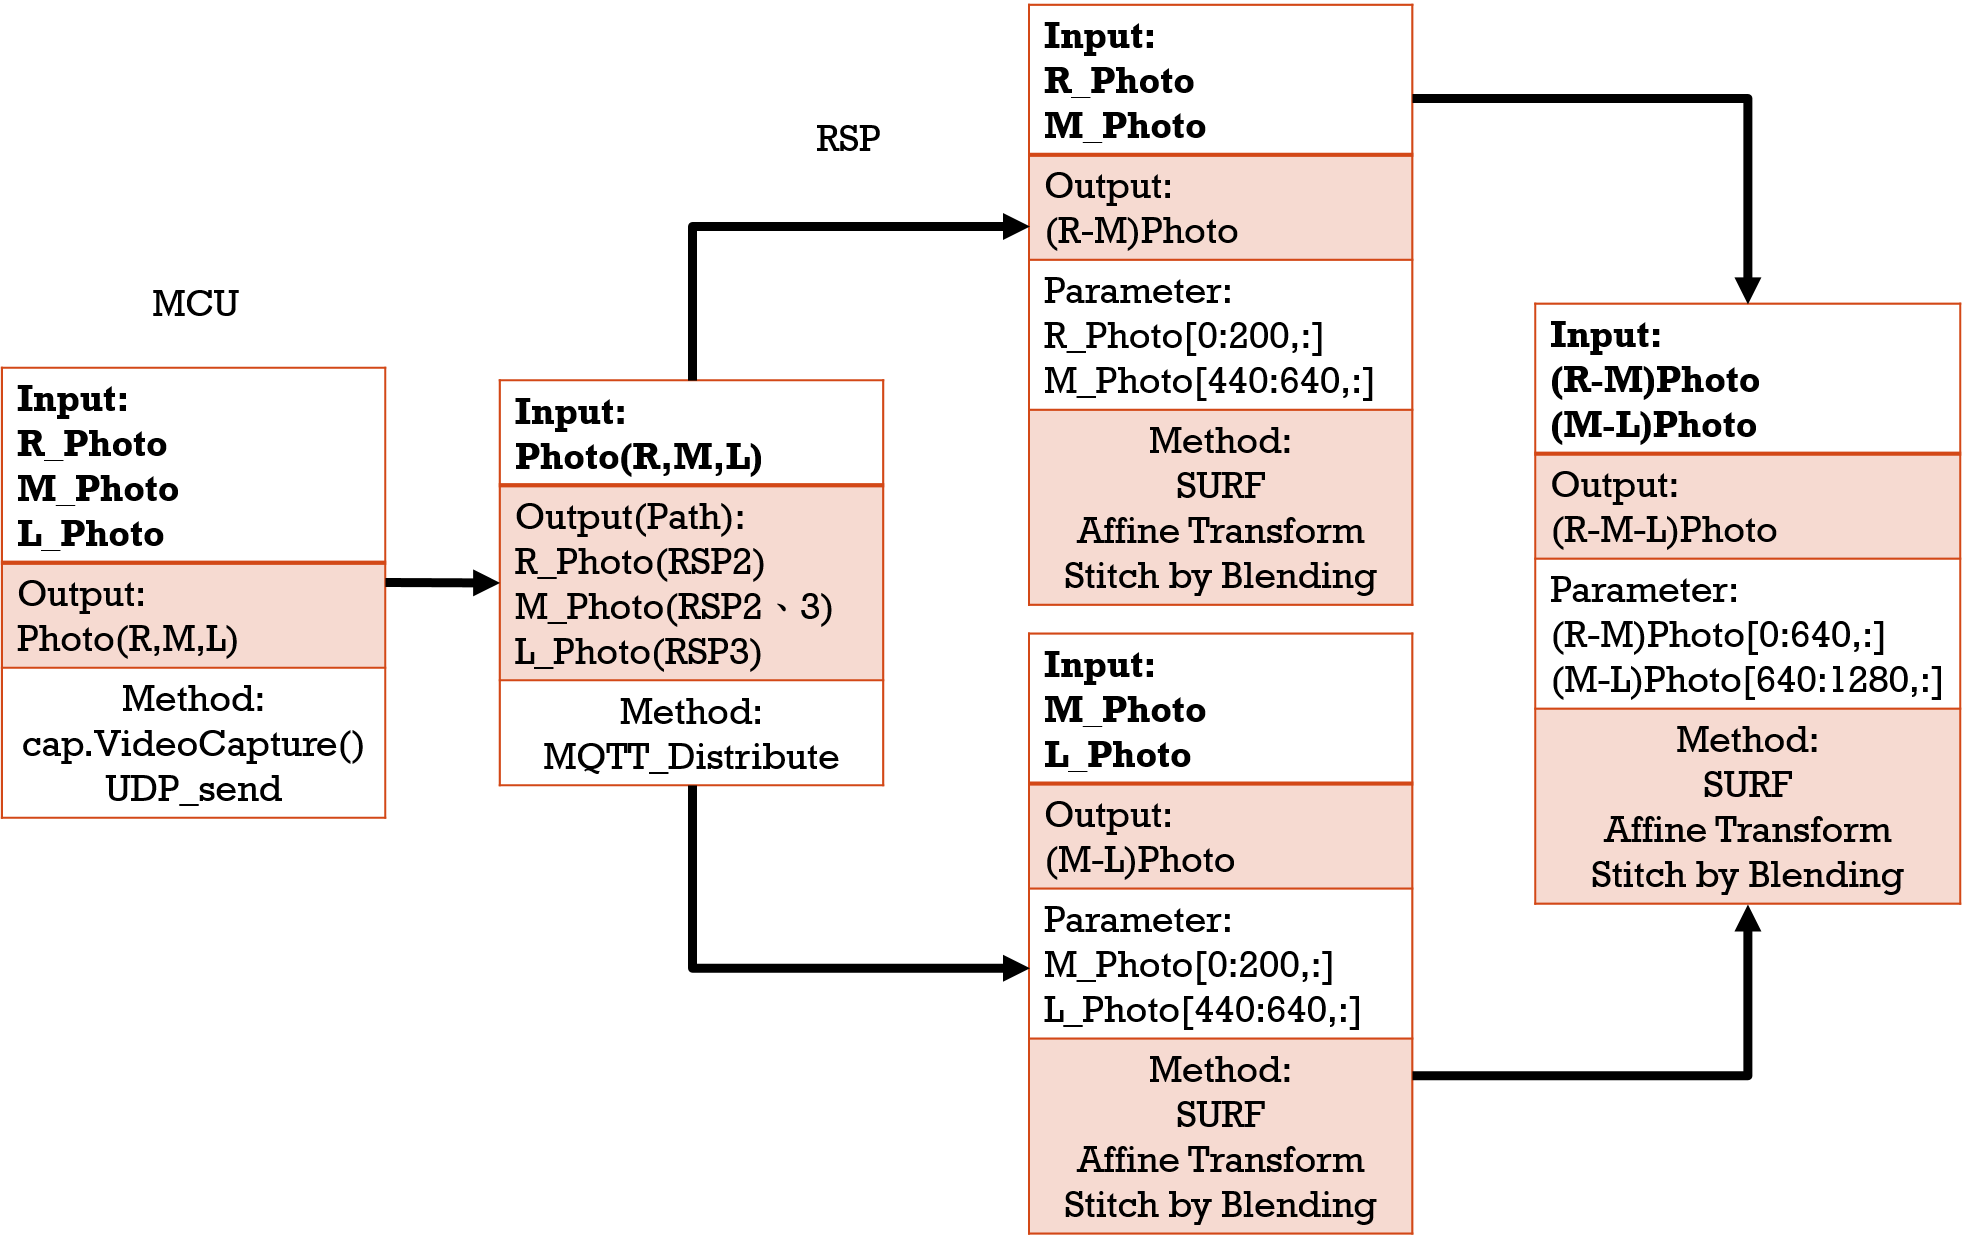 MCU
Input:
R_Photo
M_Photo
L_Photo
Output:
Photo(R,M,L)
Method:
cap.VideoCapture()
UDP_send
RSP
Input:
Photo(R,M,L)
Output(Path):
R_Photo(RSP2)
M_Photo(RSP2、3)
L_Photo(RSP3)
Method:
MQTT_Distribute
Input:
R_Photo
M_Photo
Output:
(R-M)Photo
Parameter:
R_Photo[0:200,:]
M_Photo[440:640,:]
Method:
SURF
Affine Transform
Stitch by Blending
Input:
M_Photo
L_Photo
Output:
(M-L)Photo
Parameter:
M_Photo[0:200,:]
L_Photo[440:640,:]
Method:
SURF
Affine Transform
Stitch by Blending
Input:
(R-M)Photo
(M-L)Photo
Output:
(R-M-L)Photo
Parameter:
(R-M)Photo[0:640,:]
(M-L)Photo[640:1280,:]
Method:
SURF
Affine Transform
Stitch by Blending